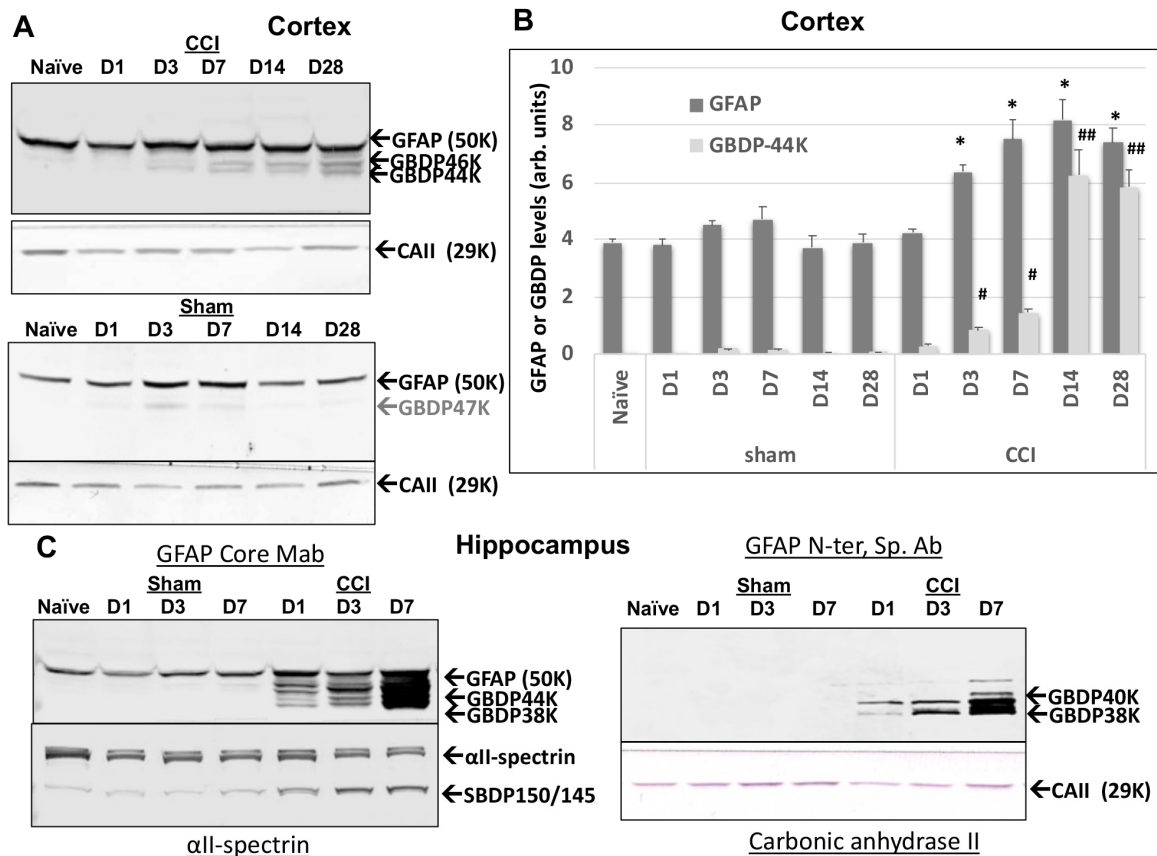 A
Cortex
CCI
Naïve D1 D3 D7 D14 D28
←GFAP (50K)
←GBDP46K
←GBDP44K
←CAII (29K)
Sham
Naïve D1 D3 D7 D14 D28
←GFAP (50K)
←GBDP47K
←CAII (29K)
B
Cortex
GFAP or GBDP levels (arb. units)
10
8
6
4
2
0
GFAP
GBDP-44K
* * * *
# # ## ##
Naïve D1 D3 D7 D14 D28 D1 D3 D7 D14 D28
sham CCI
C
Hippocampus
GFAP Core Mab
Sham CCI
Naïve D1 D3 D7 D1 D3 D7
←GFAP (50K)
←GBDP44K
←GBDP38K
←αII-spectrin
←SBDP150/145
αII-spectrin
GFAP N-ter, Sp. Ab
Sham CCI
Naïve D1 D3 D7 D1 D3 D7
←GBDP40K
←GBDP38K
←CAII (29K)
Carbonic anhydrase II